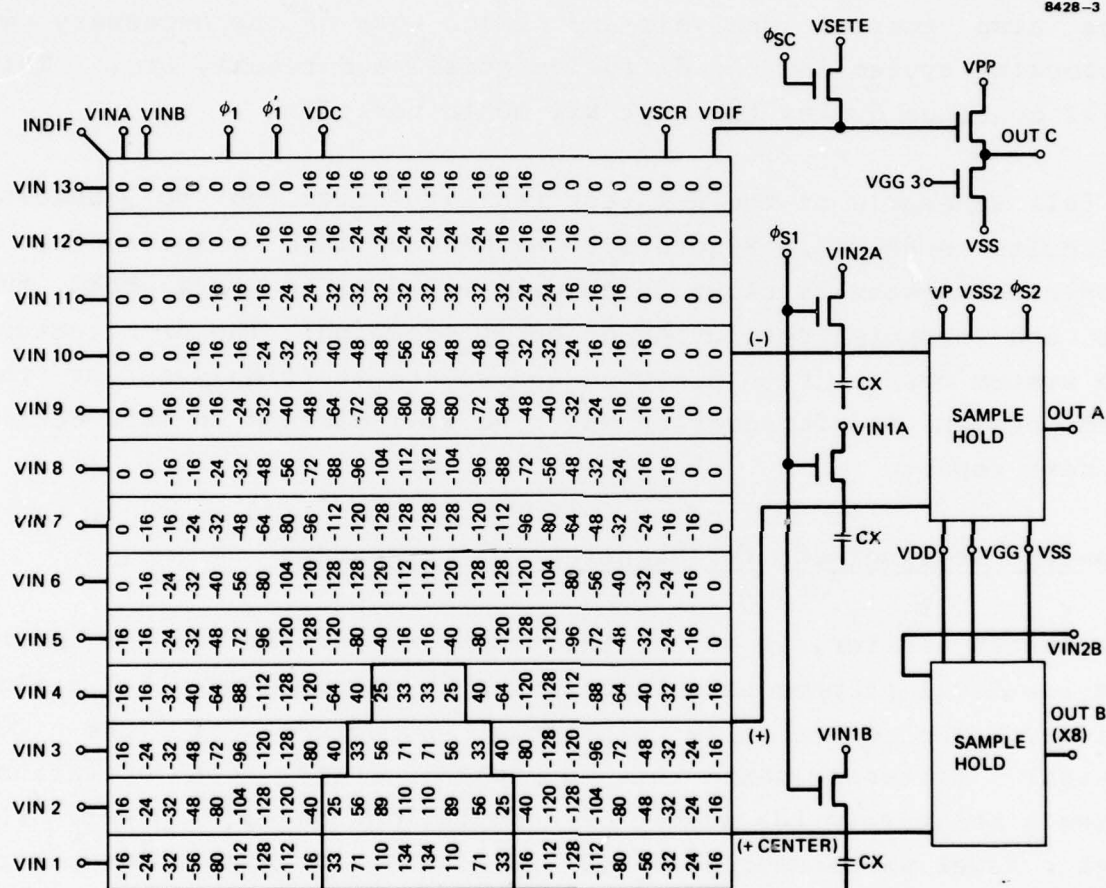 8428-3
VSETE
ϕSC
VPP
INDIF VINA VINB ϕ1 ϕ'1 VDC VSCR VDIF
OUT C
VGG 3
VSS
VIN 13 0 0 0 0 0 0 0 0 -16 -16 -16 -16 -16 -16 -16 -16 -16 -16 0 0 0 0 0 0 0 0
VIN 12 0 0 0 0 0 0 -16 -16 -16 -16 -24 -24 -24 -24 -24 -24 -16 -16 -16 -16 0 0 0 0 0 0
VIN 11 0 0 0 0 -16 -16 -16 -24 -24 -32 -32 -32 -32 -32 -32 -32 -32 -24 -24 -16 -16 -16 0 0 0 0
VIN 10 0 0 0 -16 -16 -16 -24 -32 -32 -40 -48 -48 -56 -56 -48 -48 -40 -32 -32 -24 -16 -16 -16 0 0 0
VIN 9 0 0 -16 -16 -16 -24 -32 -40 -48 -64 -72 -80 -80 -80 -80 -72 -64 -48 -40 -32 -24 -16 -16 -16 0 0
VIN 8 0 0 -16 -16 -24 -32 -48 -56 -72 -88 -96 -104 -112 -112 -104 -96 -88 -72 -56 -48 -32 -24 -16 -16 0 0
VIN 7 0 -16 -16 -24 -32 -48 -64 -80 -96 -112 -120 -128 -128 -128 -128 -120 -112 -96 -80 -64 -48 -32 -24 -16 -16 0
VIN 6 0 -16 -24 -32 -40 -56 -80 -104 -120 -128 -128 -120 -112 -112 -120 -128 -128 -120 -104 -80 -56 -40 -32 -24 -16 0
VIN 5 -16 -16 -24 -32 -48 -72 -96 -120 -128 -120 -80 -40 -16 -16 -40 -80 -120 -128 -120 -96 -72 -48 -32 -24 -16 0
VIN 4 -16 -16 -32 -40 -64 -88 -112 -128 -120 -64 40 25 33 33 25 40 -64 -120 -128 -112 -88 -64 -40 -32 -16 -16
VIN 3 -16 -24 -32 -48 -72 -96 -120 -128 -80 40 33 56 71 71 56 33 40 -80 -128 -120 -96 -72 -48 -32 -24 -16
VIN 2 -16 -24 -32 -48 -80 -104 -128 -120 -40 25 56 89 110 110 89 56 25 -40 -120 -128 -104 -80 -48 -32 -24 -16
VIN 1 -16 -24 -32 -56 -80 -112 -128 -112 -16 33 71 110 134 134 110 71 33 -16 -112 -128 -112 -80 -56 -32 -24 -16
ϕS1
VIN2A
VP VSS2 ϕS2
(-)
CX
VIN1A
SAMPLE
HOLD
OUT A
CX
VDD VGG VSS
VIN2B
(+)
VIN1B
SAMPLE
HOLD
OUT B
(X8)
(+ CENTER)
CX